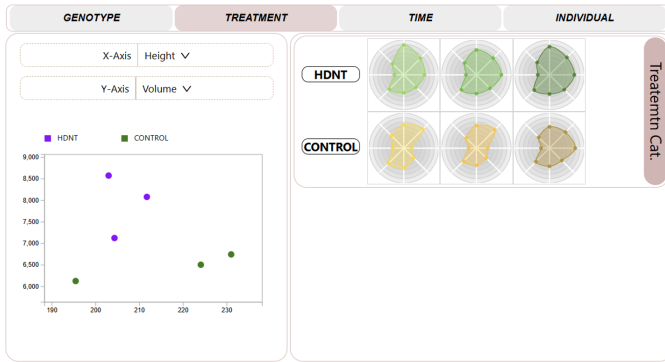 GENOTYPE TREATMENT TIME INDIVIDUAL
X-Axis Height
Y-Axis Volume
HDNT CONTROL
9,000
8,500
8,000
7,500
7,000
6,500
6,000
190 200 210 220 230
HDNT
CONTROL
Treatemtn Cat.